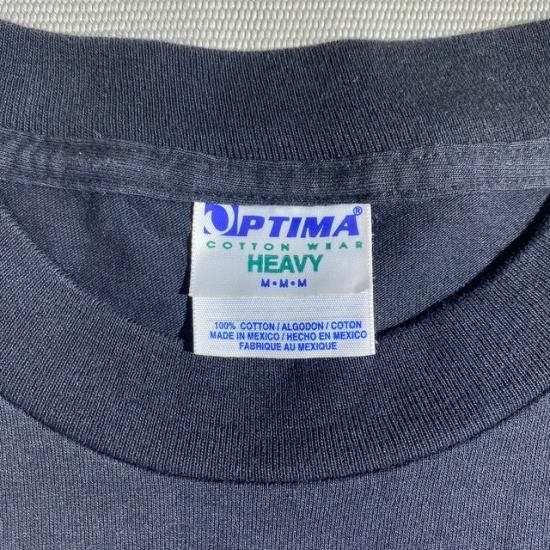 OPTIMA®
COTTON WEAR
HEAVY
M•M•M
100% COTTON / ALGODON / COTON
MADE IN MEXICO / HECHO EN MEXICO
FABRIQUE AU MEXIQUE